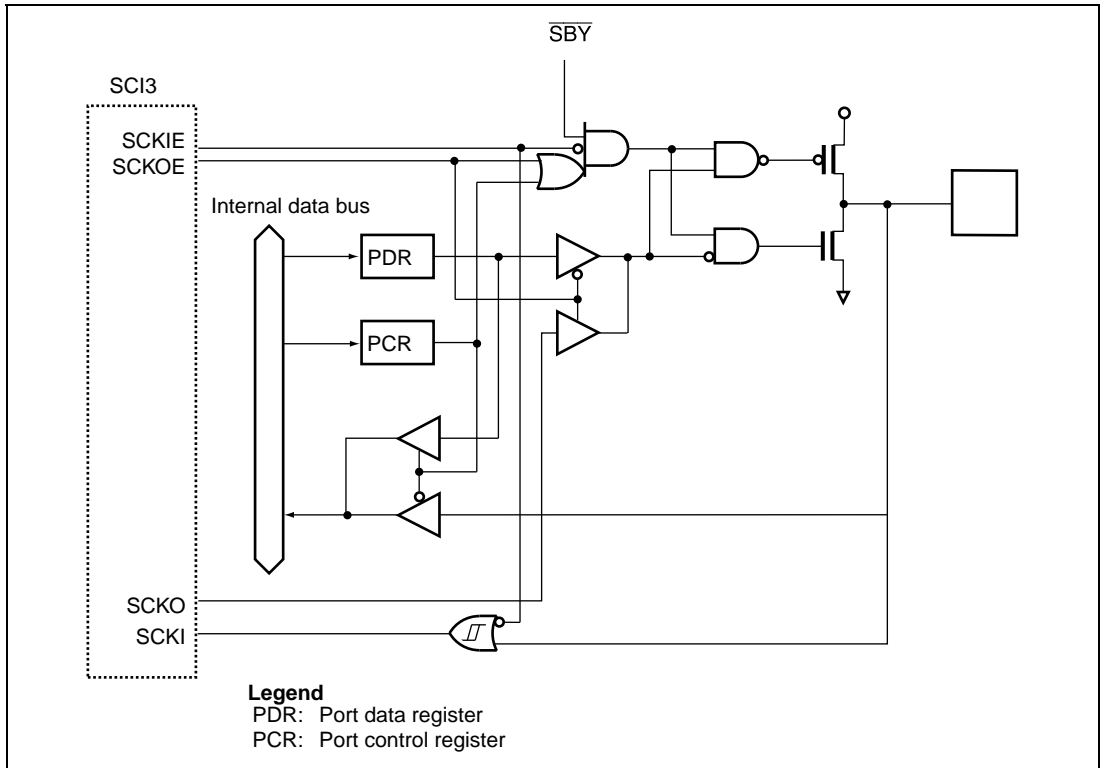 S̅B̅Y̅
SCI3
SCKIE
SCKOE
Internal data bus
PDR
PCR
SCKO
SCKI
Legend
PDR: Port data register
PCR: Port control register